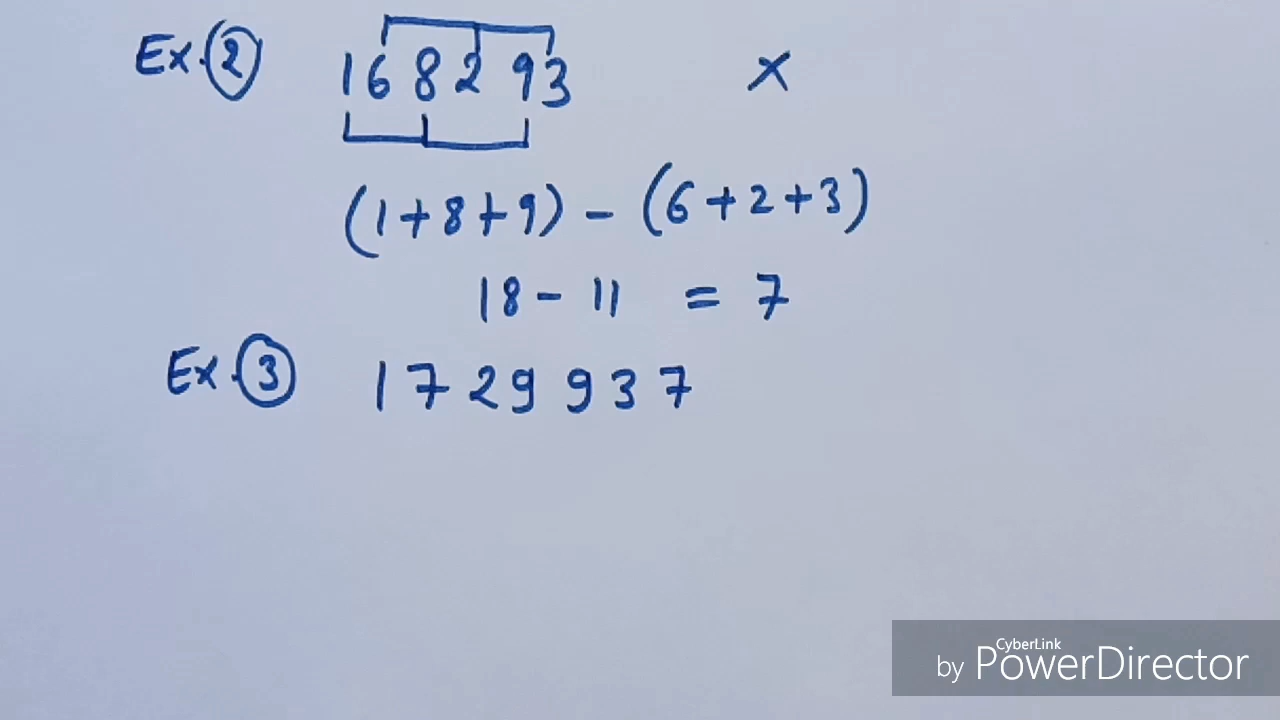 Ex.(2) 168293 ×
(1+8+9) - (6+2+3)
18 - 11 = 7
Ex.(3) 1729937
CyberLink
by PowerDirector